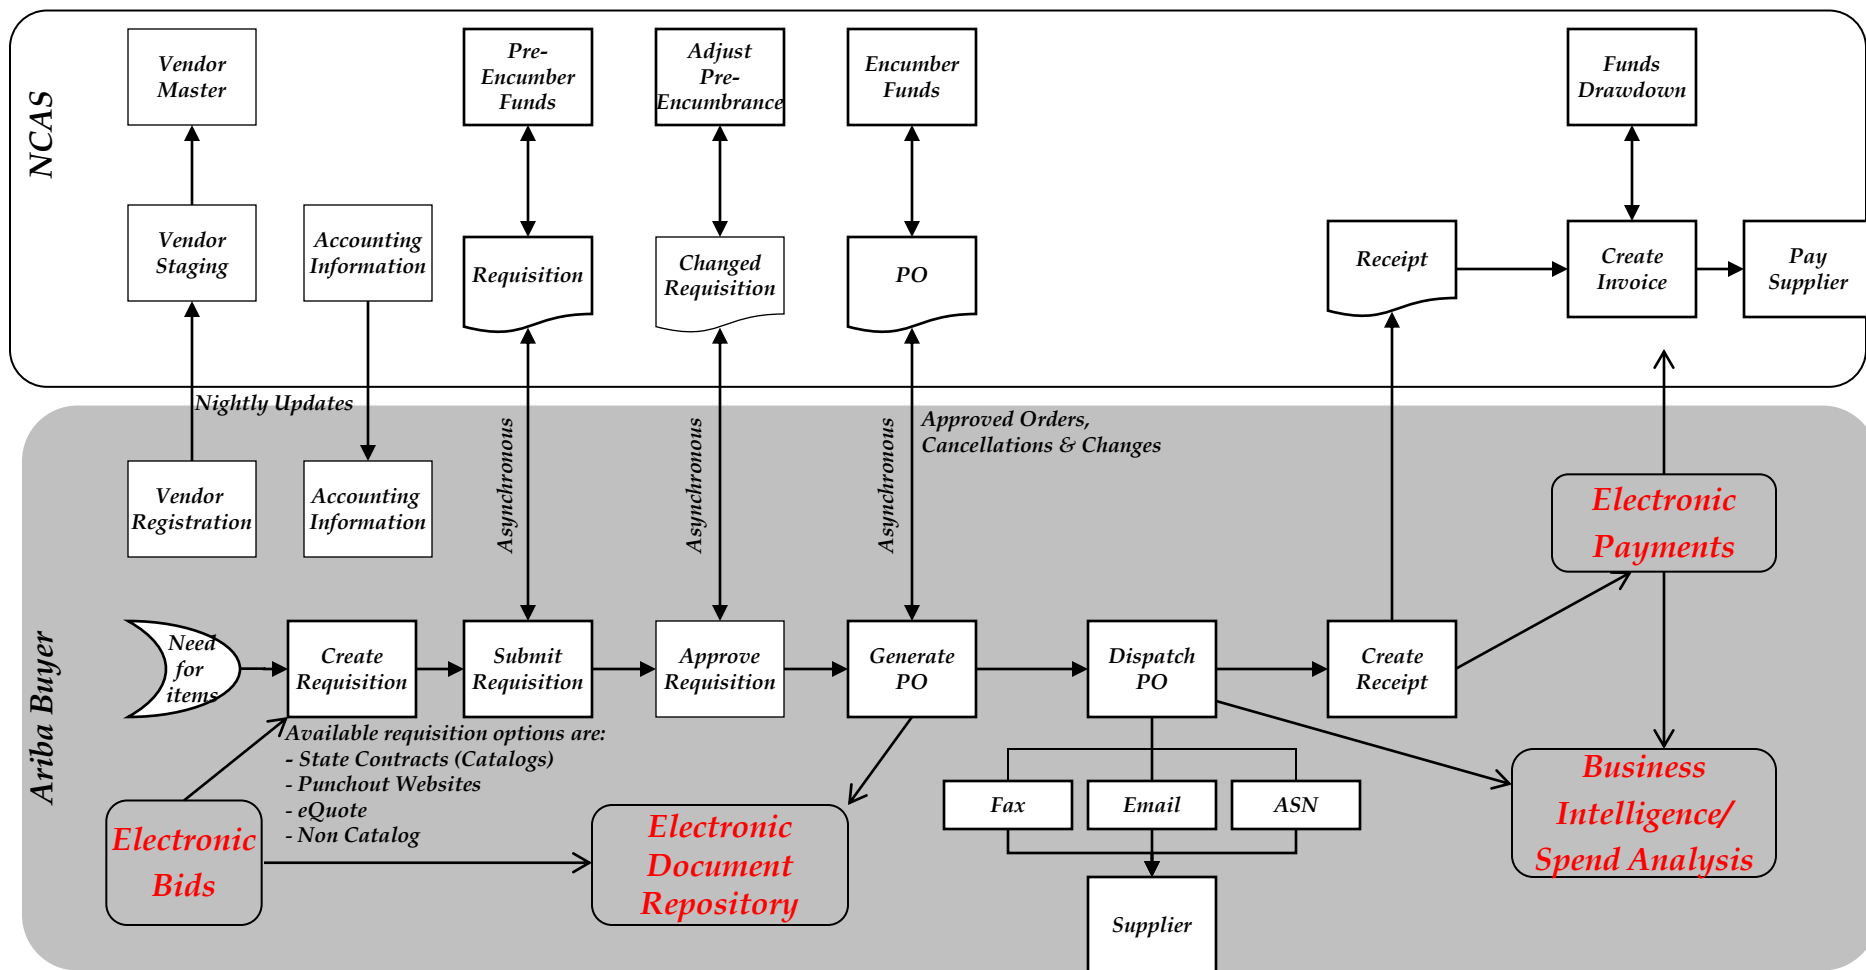 NCAS
Vendor
Master
Pre-
Encumber
Funds
Adjust
Pre-
Encumbrance
Encumber
Funds
Funds
Drawdown
Vendor
Staging
Accounting
Information
Requisition
Changed
Requisition
PO
Receipt
Create
Invoice
Pay
Supplier
Nightly Updates
Ariba Buyer
Asynchronous
Asynchronous
Asynchronous
Approved Orders,
Cancellations & Changes
Vendor
Registration
Accounting
Information
Electronic
Payments
Need
for
items
Create
Requisition
Submit
Requisition
Approve
Requisition
Generate
PO
Dispatch
PO
Create
Receipt
Available requisition options are:
- State Contracts (Catalogs)
- Punchout Websites
- eQuote
- Non Catalog
Electronic
Bids
Electronic
Document
Repository
Fax
Email
ASN
Business
Intelligence/
Spend Analysis
Supplier